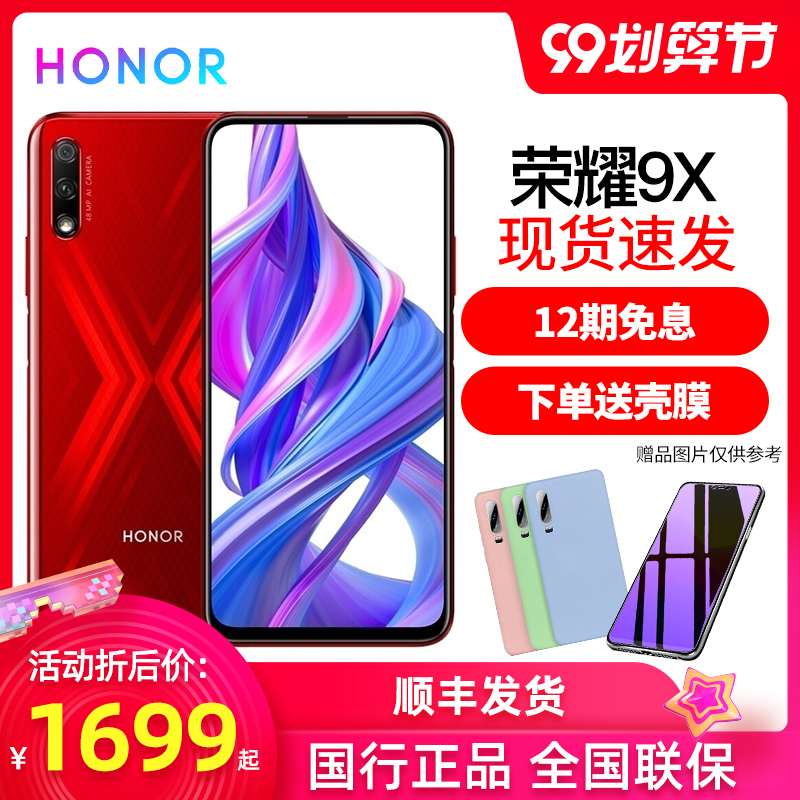 HONOR
99划算节
荣耀9X
现货速发
48MP AI CAMERA
12期免息
下单送壳膜
赠品图片仅供参考
HONOR
活动折后价:
¥1699起
顺丰发货
国行正品 全国联保